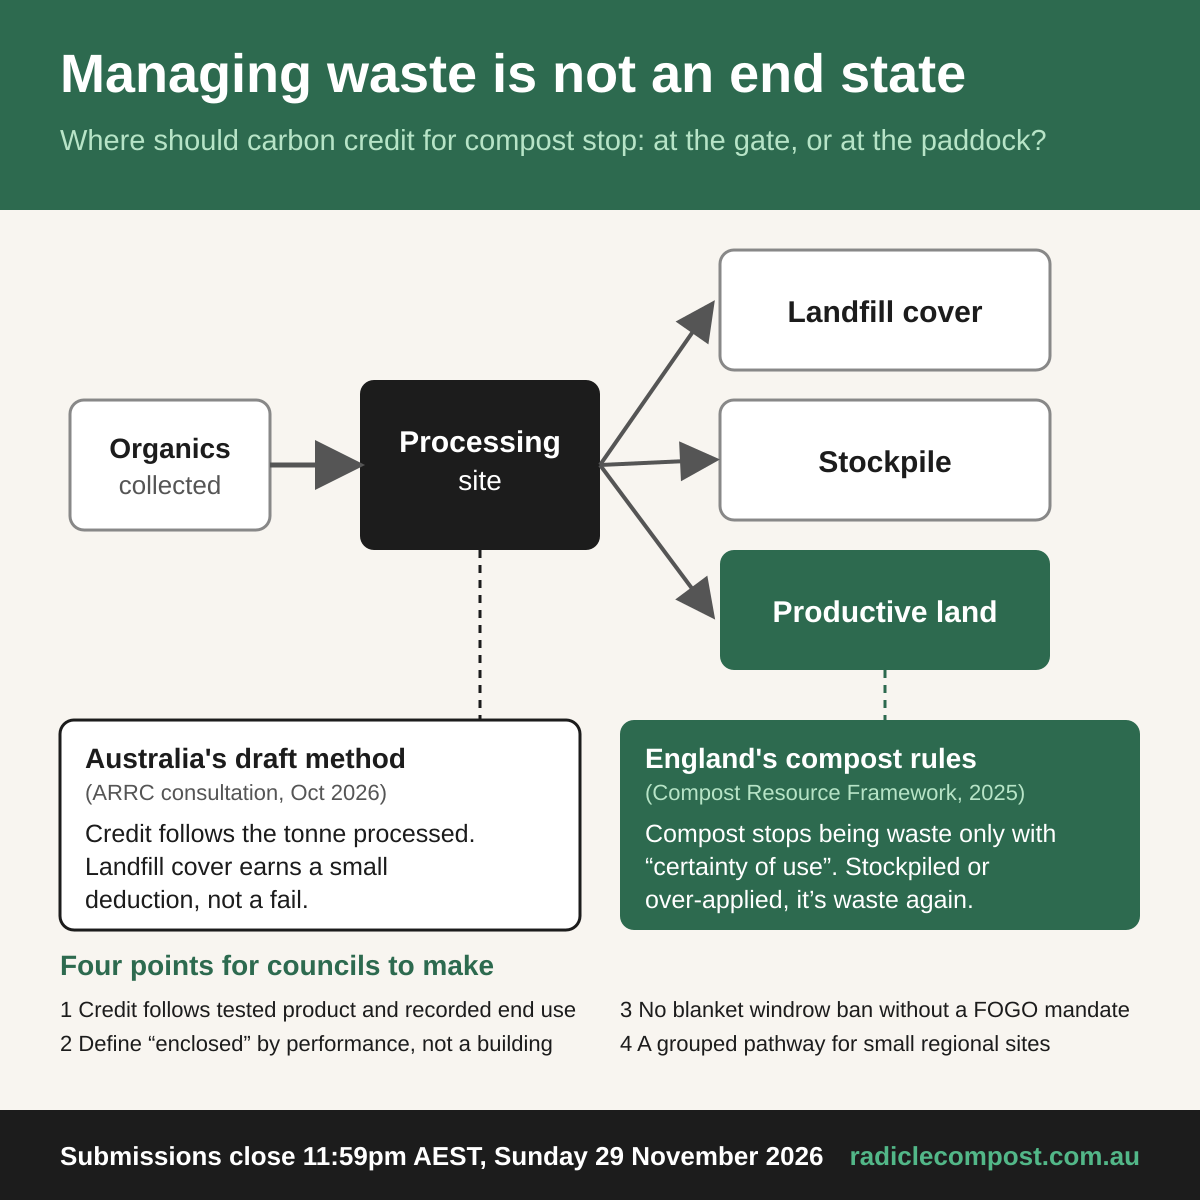 Managing waste is not an end state
Where should carbon credit for compost stop: at the gate, or at the paddock?
Organics
collected
Processing
site
Landfill cover
Stockpile
Productive land
Australia's draft method
(ARRC consultation, Oct 2026)
Credit follows the tonne processed.
Landfill cover earns a small
deduction, not a fail.
England's compost rules
(Compost Resource Framework, 2025)
Compost stops being waste only with
“certainty of use”. Stockpiled or
over-applied, it’s waste again.
Four points for councils to make
1 Credit follows tested product and recorded end use
2 Define “enclosed” by performance, not a building
3 No blanket windrow ban without a FOGO mandate
4 A grouped pathway for small regional sites
Submissions close 11:59pm AEST, Sunday 29 November 2026
radiclecompost.com.au